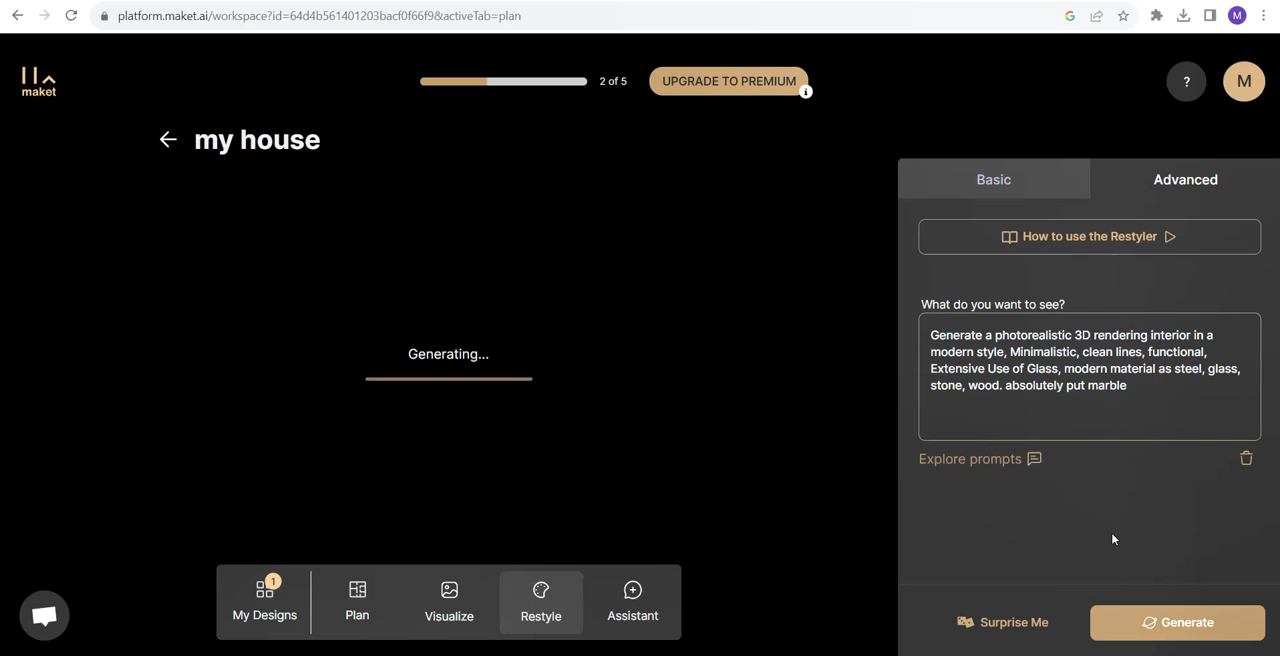 platform.maket.ai/workspace?id=64d4b561401203bacf0f66f9&activeTab=plan
M
maket
2 of 5
UPGRADE TO PREMIUM
i
?
M
my house
Basic
Advanced
How to use the Restyler
What do you want to see?
Generate a photorealistic 3D rendering interior in a
modern style, Minimalistic, clean lines, functional,
Extensive Use of Glass, modern material as steel, glass,
stone, wood. absolutely put marble
Generating...
Explore prompts
1
My Designs
Plan
Visualize
Restyle
Assistant
Surprise Me
Generate